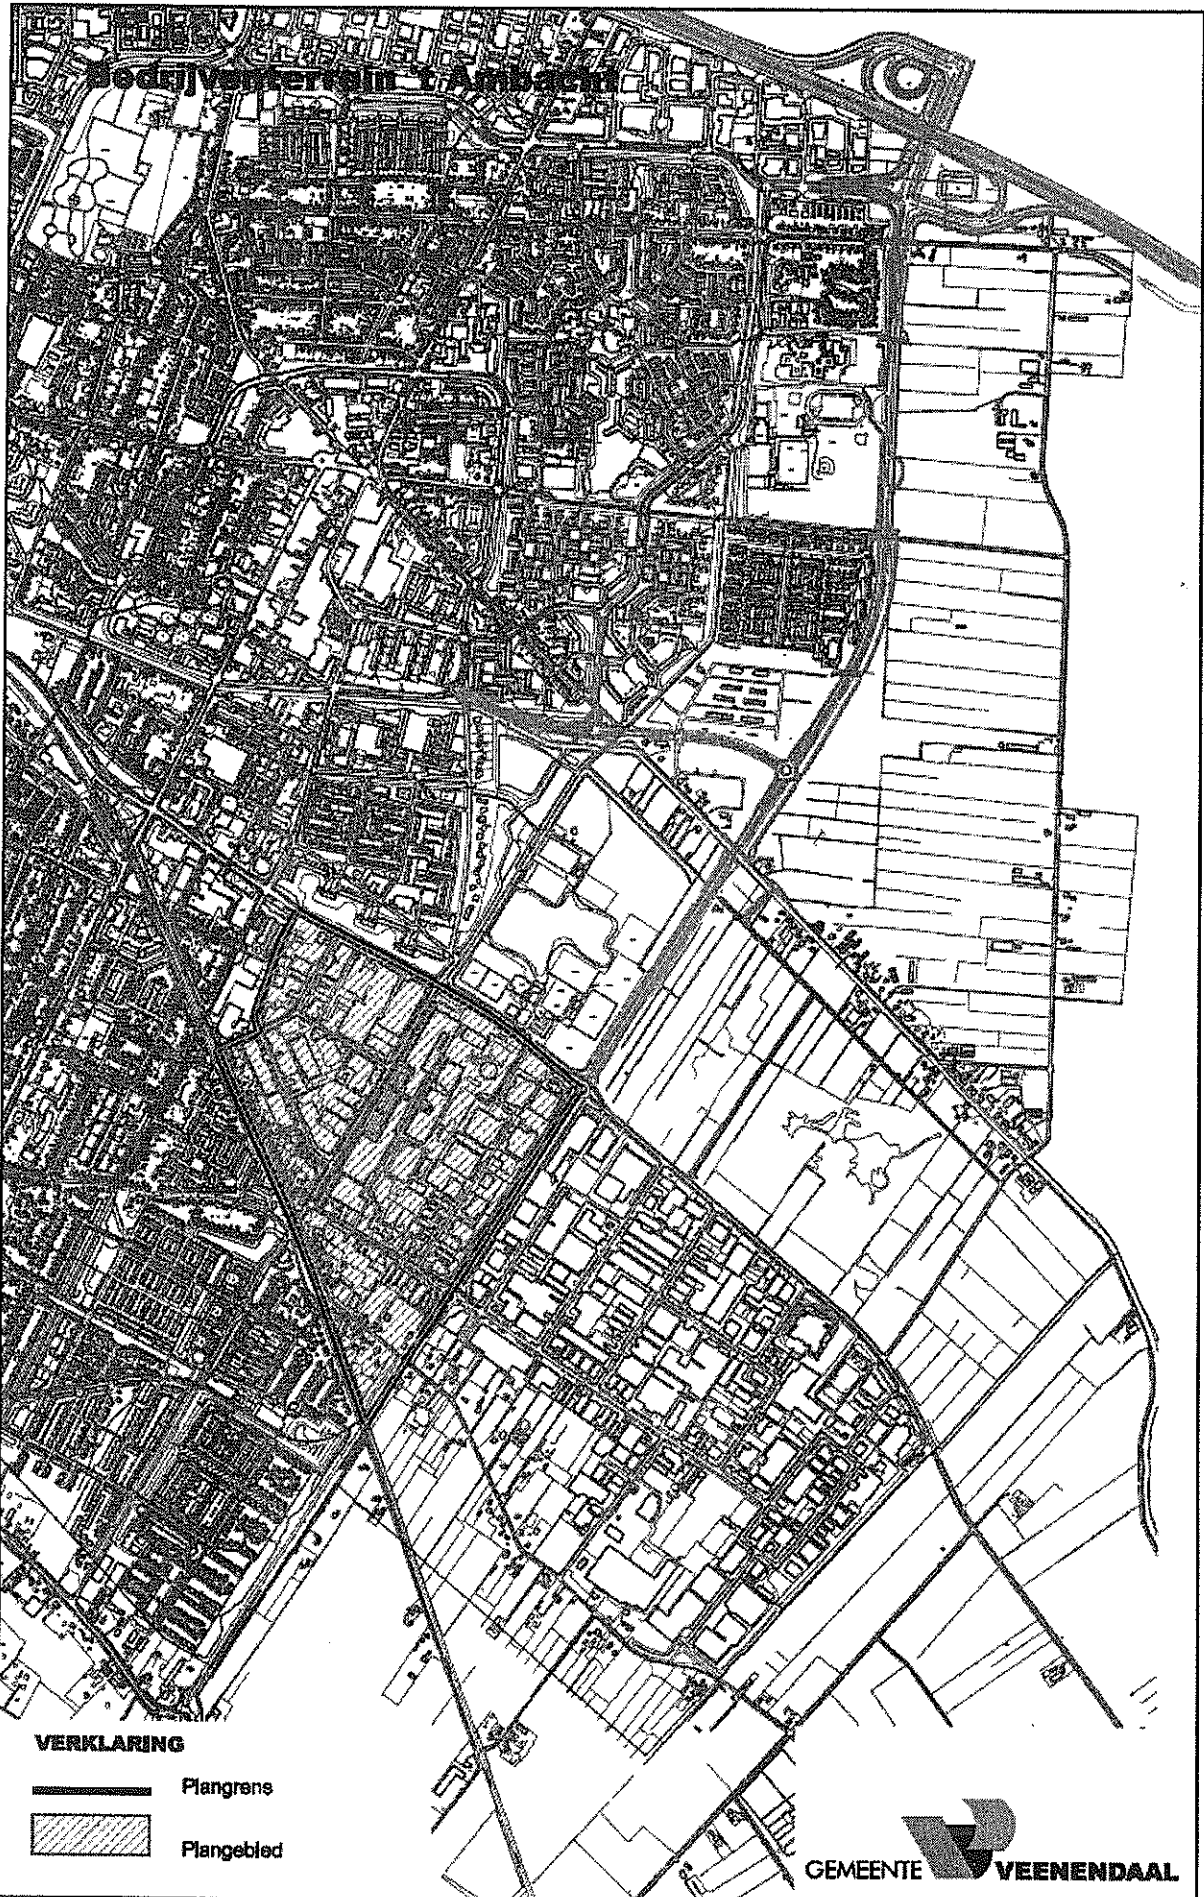 Bedrijventerrein 't Ambacht
VERKLARING
Plangrens
Plangebied
GEMEENTE VEENENDAAL